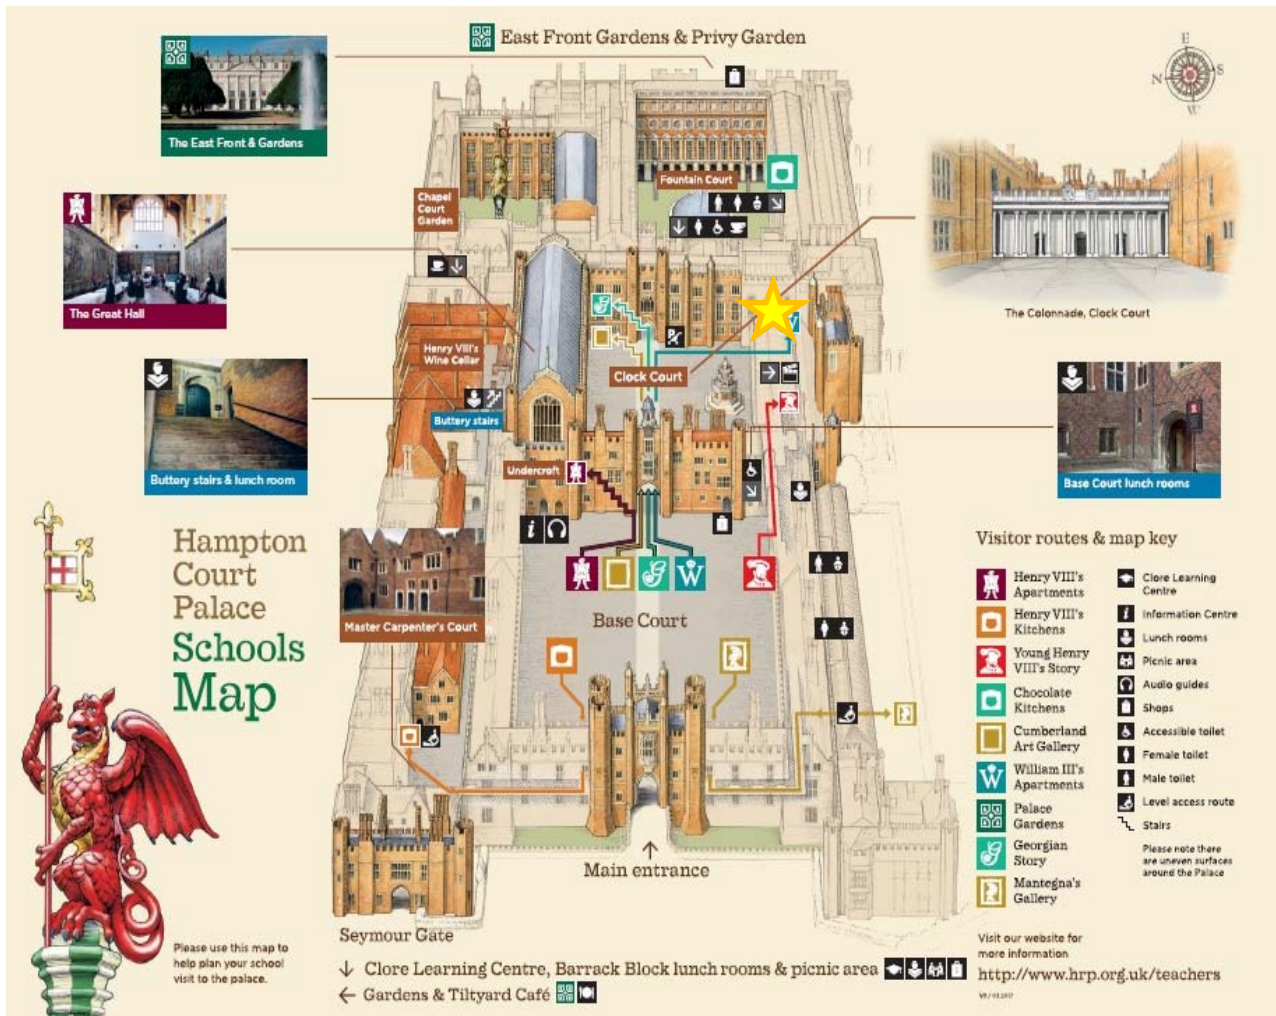 East Front Gardens & Privy Garden
E
N
S
W
The East Front & Gardens
Chapel
Court
Garden
Fountain Court
The Great Hall
The Colonnade, Clock Court
Henry VIII's
Wine Cellar
Clock Court
Buttery stairs
Buttery stairs & lunch room
Undercroft
Base Court lunch rooms
Hampton
Court
Palace
Schools
Map
Master Carpenter's Court
Base Court
Visitor routes & map key
Henry VIII's
Apartments
Henry VIII's
Kitchens
Young Henry
VIII's Story
Chocolate
Kitchens
Cumberland
Art Gallery
William III's
Apartments
Palace
Gardens
Georgian
Story
Mantegna's
Gallery
Clore Learning
Centre
Information Centre
Lunch rooms
Picnic area
Audio guides
Shops
Accessible toilet
Female toilet
Male toilet
Level access route
Stairs
Please note there
are uneven surfaces
around the Palace
Main entrance
Seymour Gate
Please use this map to
help plan your school
visit to the palace.
Clore Learning Centre, Barrack Block lunch rooms & picnic area
Gardens & Tiltyard Café
Visit our website for
more information
http://www.hrp.org.uk/teachers